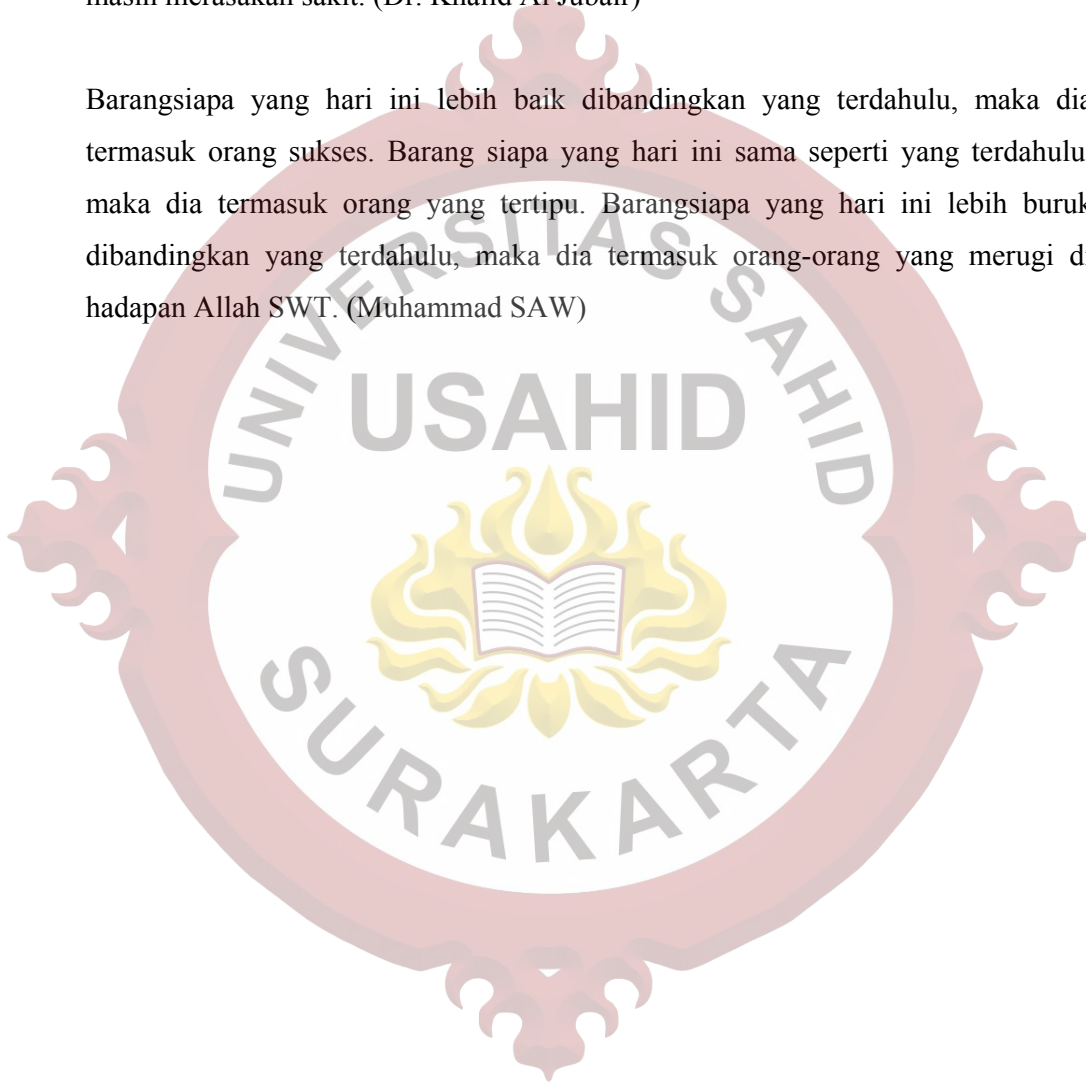 masih merasakan sakit. (Dr. Khalid Al Jubair)
Barangsiapa yang hari ini lebih baik dibandingkan yang terdahulu, maka dia
termasuk orang sukses. Barang siapa yang hari ini sama seperti yang terdahulu
maka dia termasuk orang yang tertipu. Barangsiapa yang hari ini lebih buruk
dibandingkan yang terdahulu, maka dia termasuk orang-orang yang merugi di
hadapan Allah SWT. (Muhammad SAW)
UNIVERSITAS SAHID
USAHID
SURAKARTA